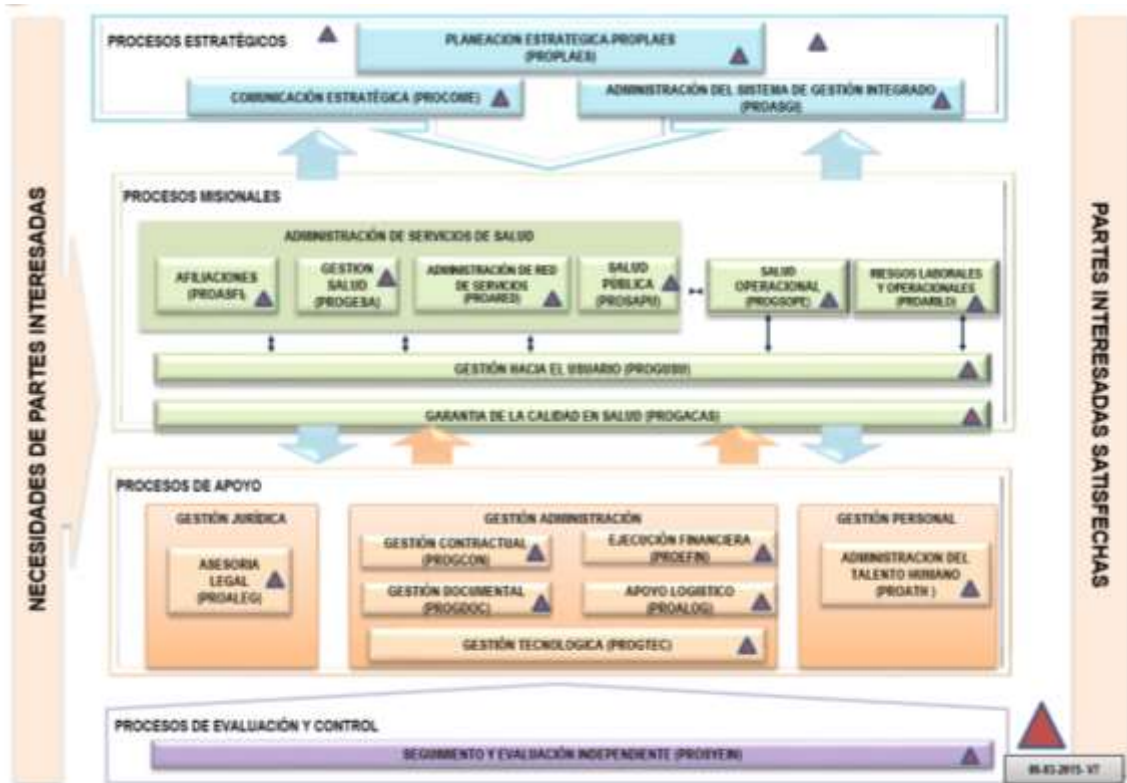 NECESIDADES DE PARTES INTERESADAS
PROCESOS ESTRATÉGICOS
PLANEACION ESTRATEGICA-PROPLAES
(PROPLAES)
COMUNICACIÓN ESTRATÉGICA (PROCOME)
ADMINISTRACIÓN DEL SISTEMA DE GESTIÓN INTEGRADO
(PROASGI)
PROCESOS MISIONALES
ADMINISTRACIÓN DE SERVICIOS DE SALUD
AFILIACIONES
(PROASFI)
GESTION
SALUD
(PROGESA)
ADMINISTRACIÓN DE RED
DE SERVICIOS
(PROARED)
SALUD
PÚBLICA
(PROSAPU)
SALUD
OPERACIONAL
(PROGSOPE)
RIESGOS LABORALES
Y OPERACIONALES
GESTIÓN HACIA EL USUARIO (PROGUSU)
GARANTIA DE LA CALIDAD EN SALUD (PROGACAS)
PROCESOS DE APOYO
GESTIÓN JURÍDICA
ASESORIA
LEGAL
(PROALEG)
GESTIÓN ADMINISTRACIÓN
GESTIÓN CONTRACTUAL
(PROGCON)
EJECUCIÓN FINANCIERA
(PROEFIN)
GESTIÓN DOCUMENTAL
(PROGDOC)
APOYO LOGISTICO
(PROALOG)
GESTIÓN TECNOLOGICA (PROGTEC)
GESTIÓN PERSONAL
ADMINISTRACION DEL
TALENTO HUMANO
(PROATH )
PROCESOS DE EVALUACIÓN Y CONTROL
SEGUIMIENTO Y EVALUACIÓN INDEPENDIENTE (PROSYEIN)
PARTES INTERESADAS SATISFECHAS